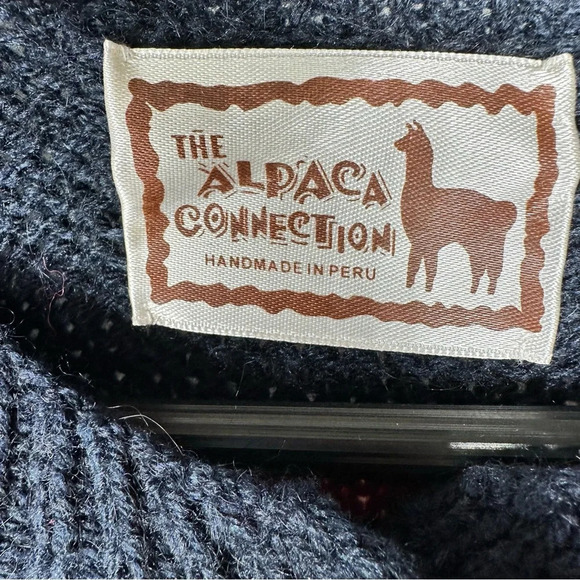 THE
ALPACA
CONNECTION
HANDMADE IN PERU